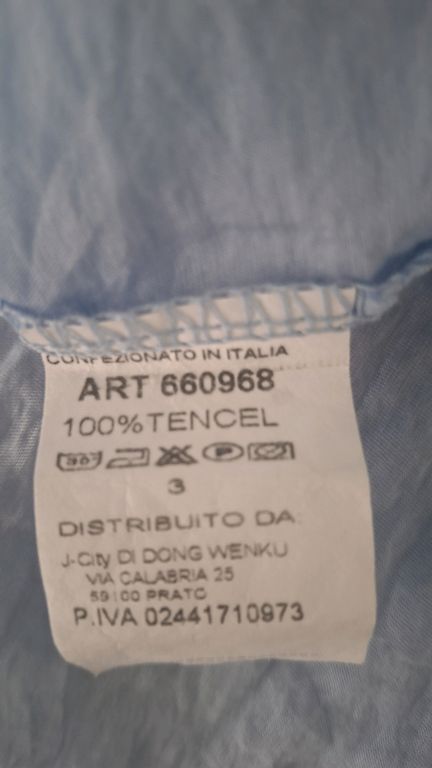 CONFEZIONATO IN ITALIA
ART 660968
100%TENCEL
30 P
3
DISTRIBUITO DA:
J-City DI DONG WENKU
VIA CALABRIA 25
59100 PRATO
P.IVA 02441710973